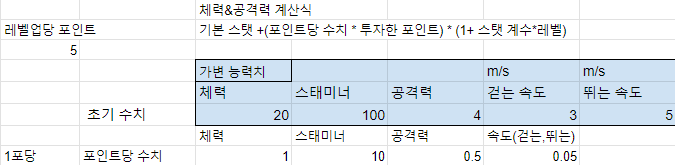 체력&공격력 계산식
레벨업당 포인트 기본 스탯 +(포인트당 수치 * 투자한 포인트) * (1+ 스탯 계수*레벨)
5
가변 능력치 m/s m/s
체력 스태미너 공격력 걷는 속도 뛰는 속도
초기 수치 20 100 4 3 5
체력 스태미너 공격력 속도(걷는,뛰는)
1포당 포인트당 수치 1 10 0.5 0.05